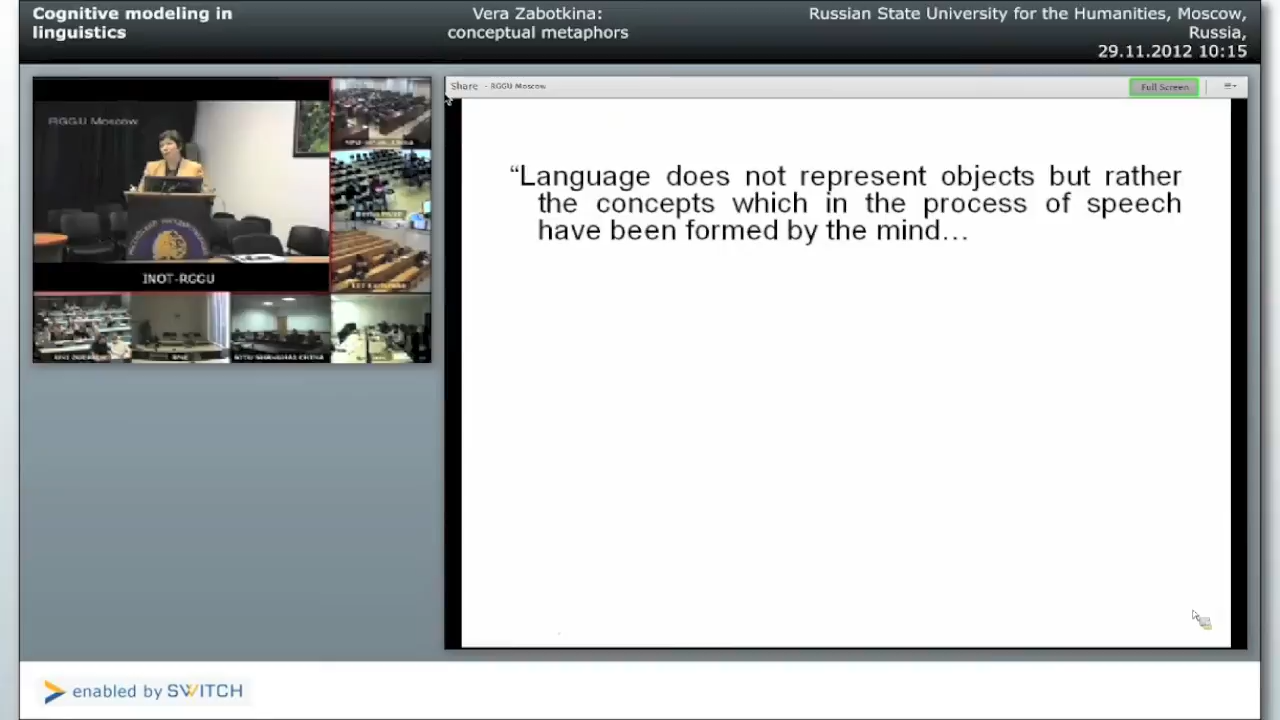 Cognitive modeling in
linguistics
Vera Zabotkina:
conceptual metaphors
Russian State University for the Humanities, Moscow,
Russia,
29.11.2012 10:15
RGGU Moscow
INOT-RGGU
Share - RGGU Moscow
Full Screen
“Language does not represent objects but rather
the concepts which in the process of speech
have been formed by the mind...
enabled by SWITCH